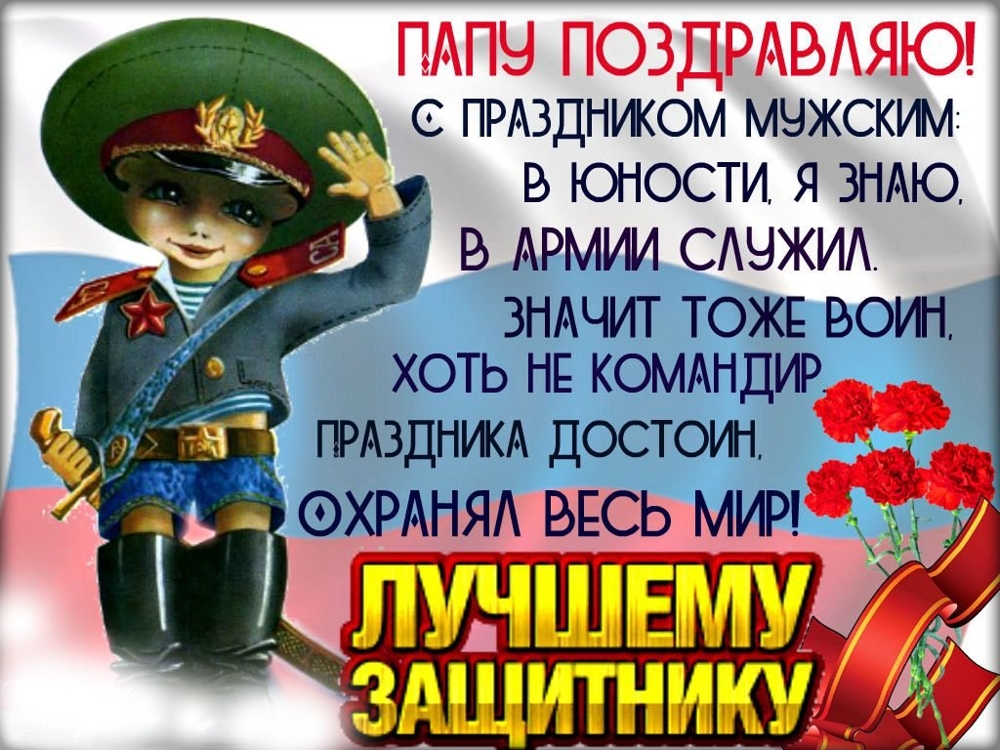 ПАПУ ПОЗДРАВЛЯЮ!
С ПРАЗДНИКОМ МУЖСКИМ:
В ЮНОСТИ, Я ЗНАЮ,
В АРМИИ СЛУЖИЛ.
ЗНАЧИТ ТОЖЕ ВОИН,
ХОТЬ НЕ КОМАНДИР.
ПРАЗДНИКА ДОСТОИН,
ОХРАНЯЛ ВЕСЬ МИР!
ЛУЧШЕМУ
ЗАЩИТНИКУ
СА